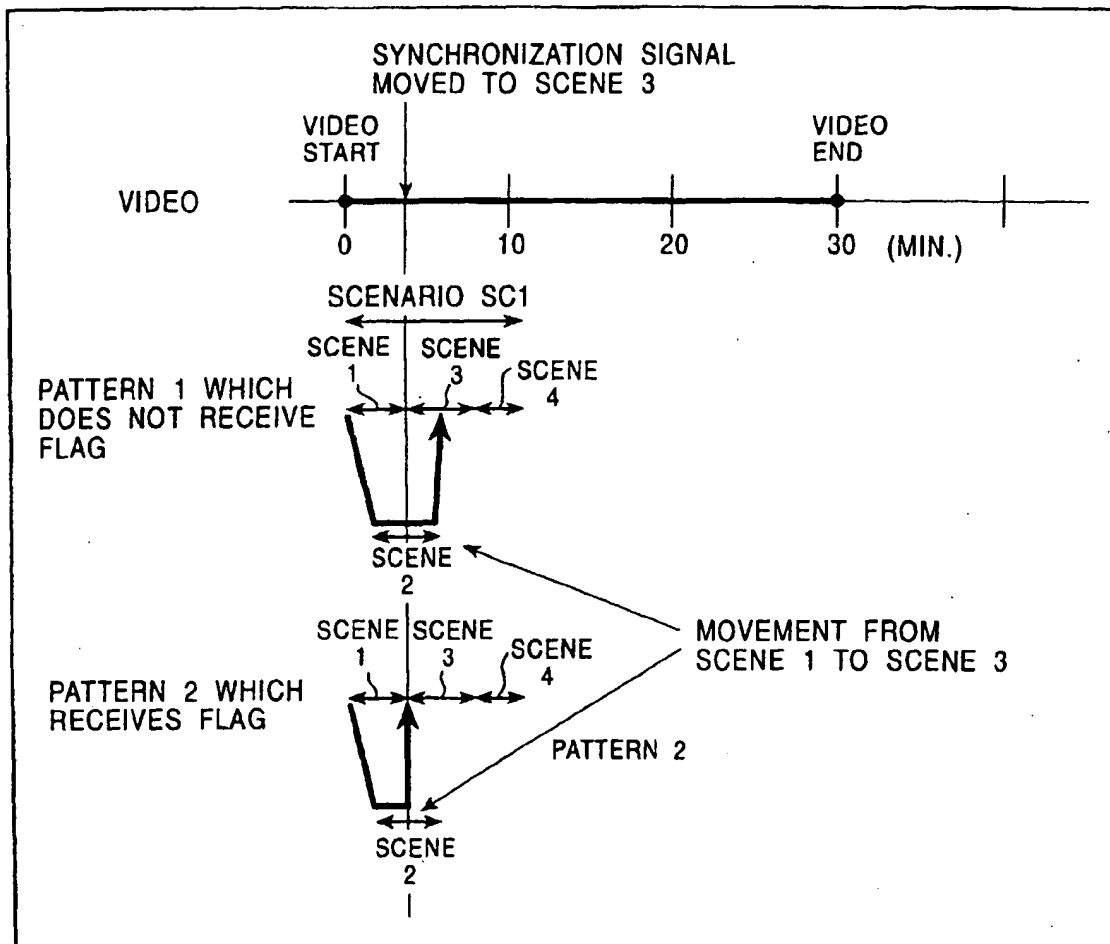 SYNCHRONIZATION SIGNAL
MOVED TO SCENE 3
VIDEO
START
VIDEO
END
VIDEO
0
10
20
30
(MIN.)
SCENARIO SC1
SCENE
1
SCENE
3
SCENE
4
PATTERN 1 WHICH
DOES NOT RECEIVE
FLAG
SCENE
2
SCENE
1
SCENE
3
SCENE
4
MOVEMENT FROM
SCENE 1 TO SCENE 3
PATTERN 2 WHICH
RECEIVES FLAG
PATTERN 2
SCENE
2